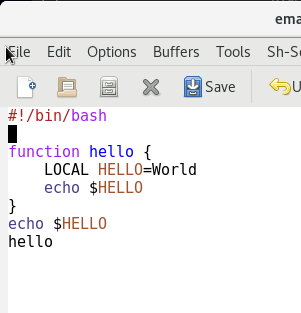 ema
File Edit Options Buffers Tools Sh-S
Save U
#!/bin/bash
function hello {
    LOCAL HELLO=World
    echo $HELLO
}
echo $HELLO
hello